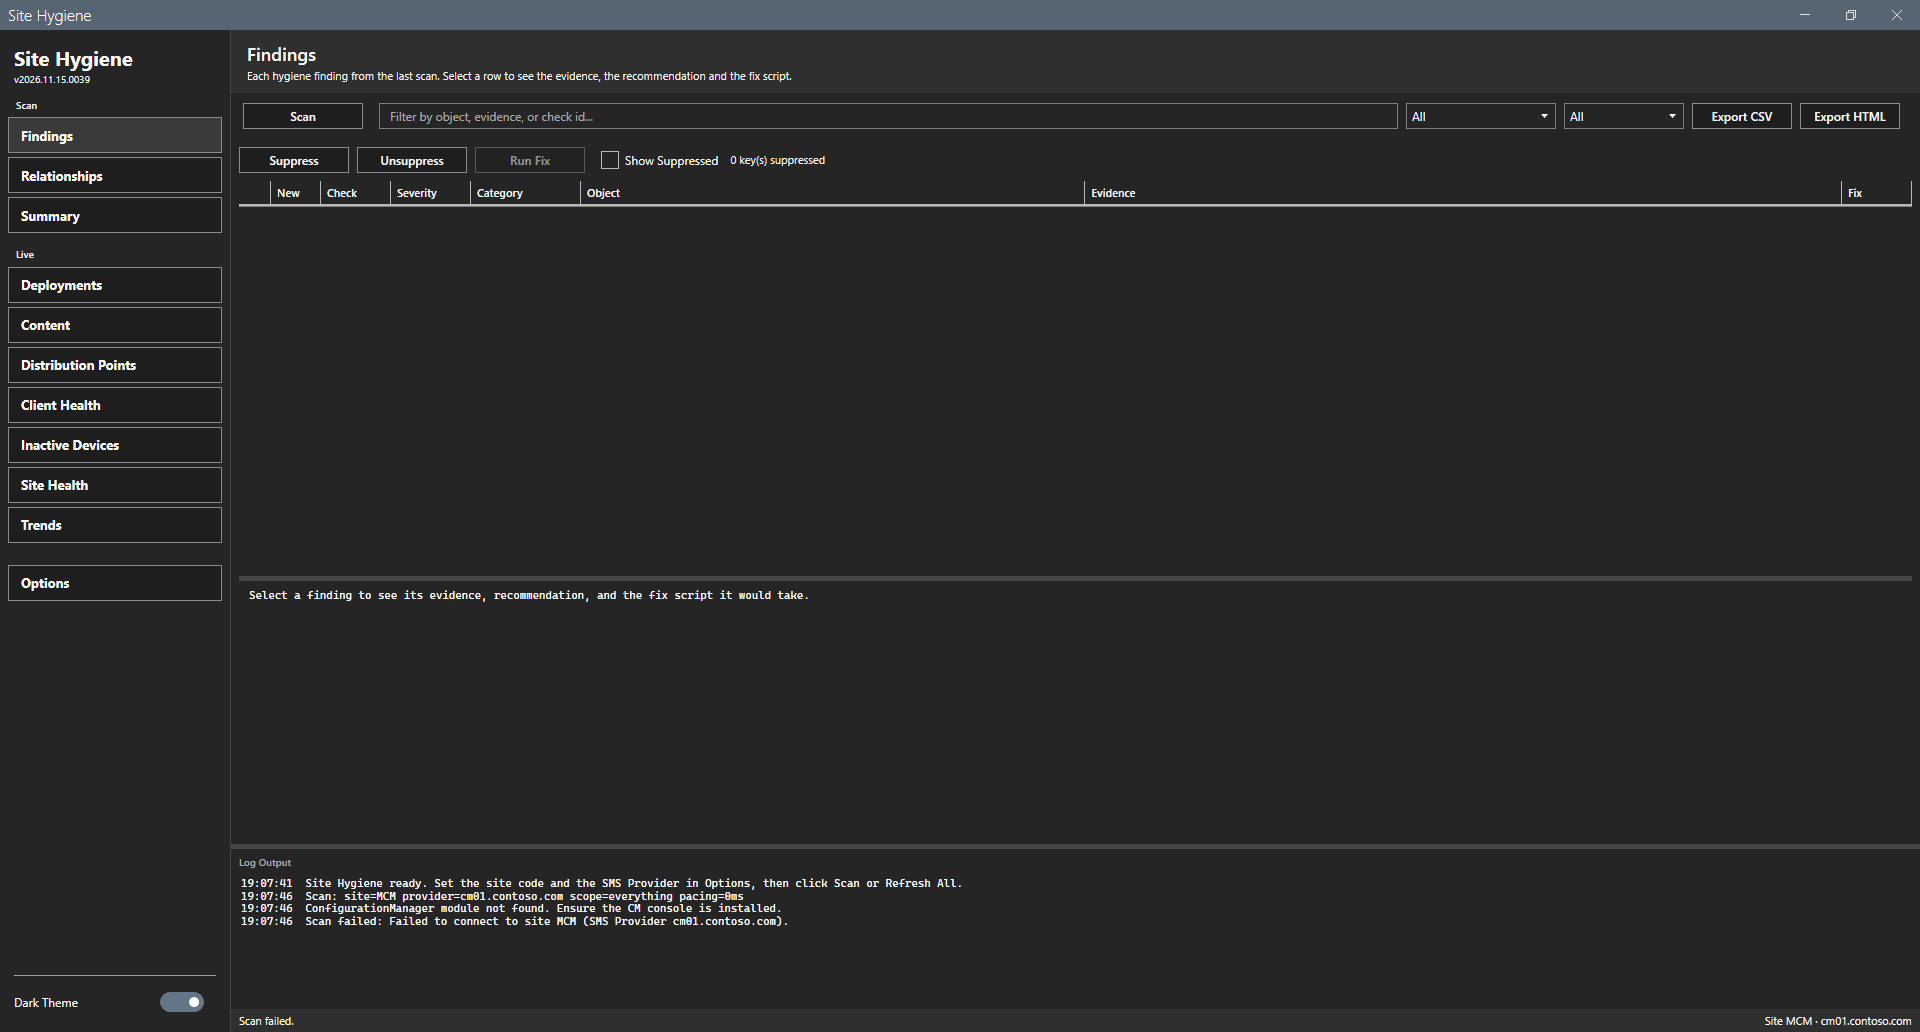 Site Hygiene
Site Hygiene
v2026.11.15.0039
Scan
Findings
Relationships
Summary
Live
Deployments
Content
Distribution Points
Client Health
Inactive Devices
Site Health
Trends
Options
Dark Theme
Findings
Each hygiene finding from the last scan. Select a row to see the evidence, the recommendation and the fix script.
Scan
Filter by object, evidence, or check id...
All
All
Export CSV
Export HTML
Suppress
Unsuppress
Run Fix
Show Suppressed
0 key(s) suppressed
New
Check
Severity
Category
Object
Evidence
Fix
Select a finding to see its evidence, recommendation, and the fix script it would take.
Log Output
19:07:41  Site Hygiene ready. Set the site code and the SMS Provider in Options, then click Scan or Refresh All.
19:07:46  Scan: site=MCM provider=cm01.contoso.com scope=everything pacing=0ms
19:07:46  ConfigurationManager module not found. Ensure the CM console is installed.
19:07:46  Scan failed: Failed to connect to site MCM (SMS Provider cm01.contoso.com).
Scan failed.
Site MCM · cm01.contoso.com